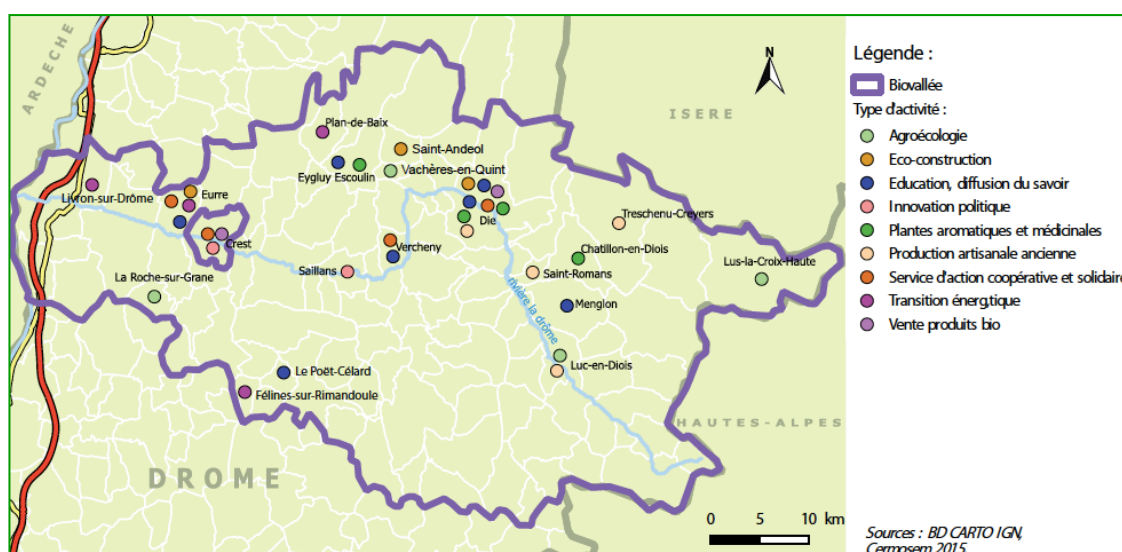 ARDECHE
ISERE
N
Plan-de-Baix
Saint-Andeol
Eygluy Escoulin
Vachères-en-Quint
Livron-sur-Drôme
Eurre
Die
Treschenu-Creyers
Crest
Vercheny
Chatillon-en-Diois
Lus-la-Croix-Haute
La Roche-sur-Grane
Saillans
Saint-Romans
rivière la drôme
Menglon
Luc-en-Diois
Le Poët-Célard
Félines-sur-Rimandoule
HAUTES-ALPES
DROME
0 5 10 km
Légende :
Biovallée
Type d'activité :
Agroécologie
Eco-construction
Education, diffusion du savoir
Innovation politique
Plantes aromatiques et médicinales
Production artisanale ancienne
Service d'action coopérative et solidaire
Transition énerg,tique
Vente produits bio
Sources : BD CARTO IGN,
Cermosem 2015